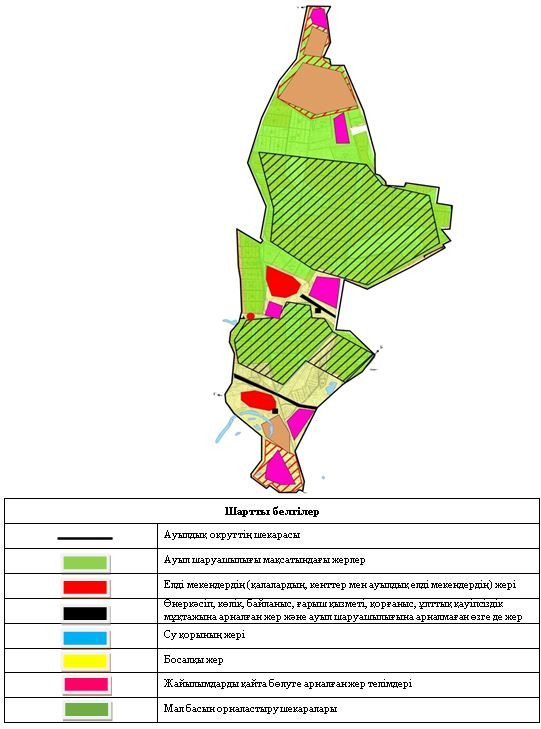 Шартты белгілер
Ауылдық округтің шекарасы
Ауыл шаруашылығы мақсатындағы жерлер
Елді мекендердің (қалалардың, кенттер мен ауылдық елді мекендердің) жері
Өнеркәсіп, көлік, байланыс, ғарыш қызметі, қорғаныс, ұлттық қауіпсіздік
мұқтажына арналған жер және ауыл шаруашылығына арналмаған өзге де жер
Су қорының жері
Босалқы жер
Жайылымдарды қайта бөлуге арналған жер телімдері
Мал басын орналастыру шекаралары